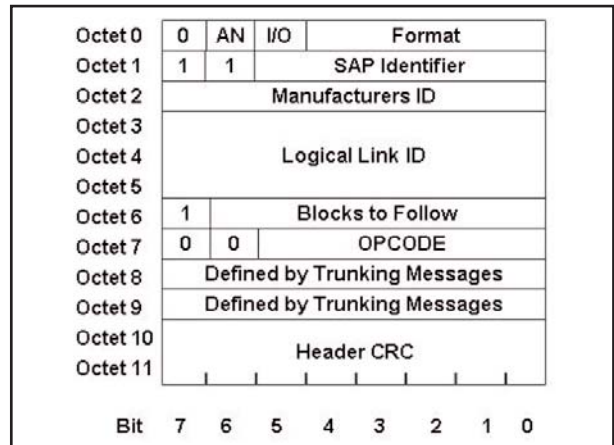 Octet 0 0 AN I/O Format
Octet 1 1 1 SAP Identifier
Octet 2 Manufacturers ID
Octet 3
Octet 4 Logical Link ID
Octet 5
Octet 6 1 Blocks to Follow
Octet 7 0 0 OPCODE
Octet 8 Defined by Trunking Messages
Octet 9 Defined by Trunking Messages
Octet 10
Header CRC
Octet 11
Bit 7 6 5 4 3 2 1 0